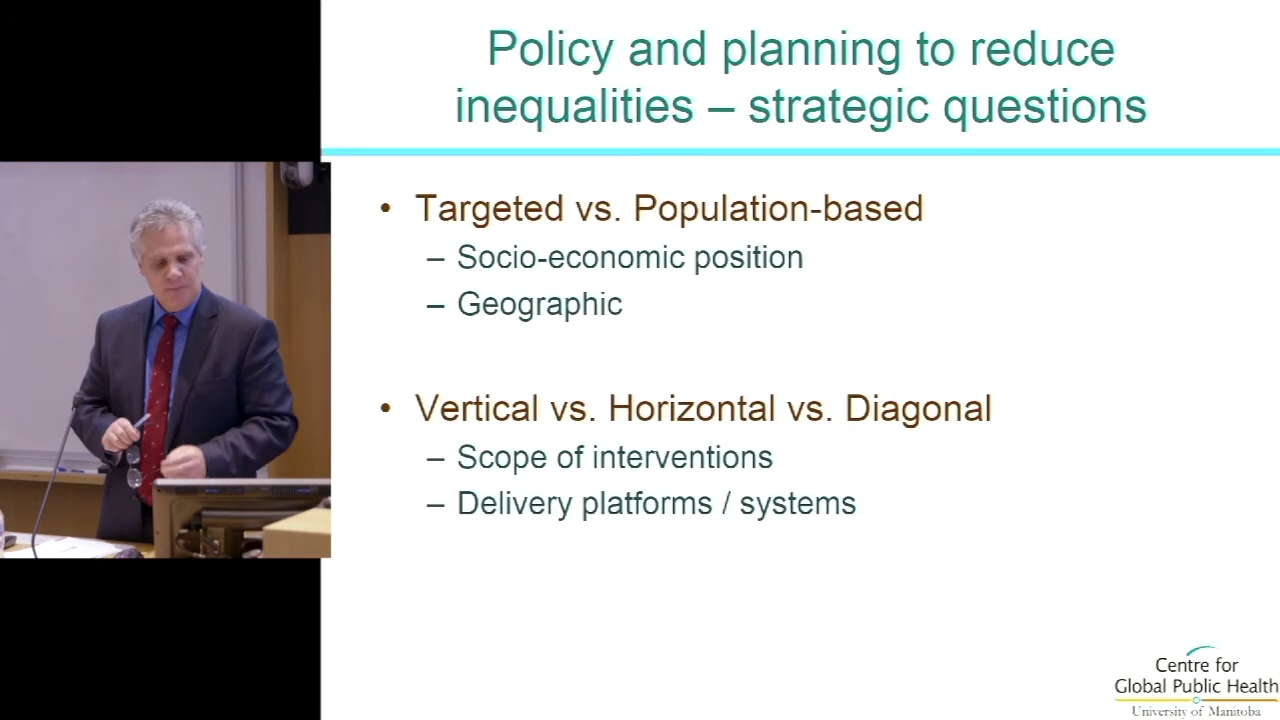 Policy and planning to reduce
inequalities – strategic questions
• Targeted vs. Population-based
– Socio-economic position
– Geographic
• Vertical vs. Horizontal vs. Diagonal
– Scope of interventions
– Delivery platforms / systems
Centre for
Global Public Health
University of Manitoba